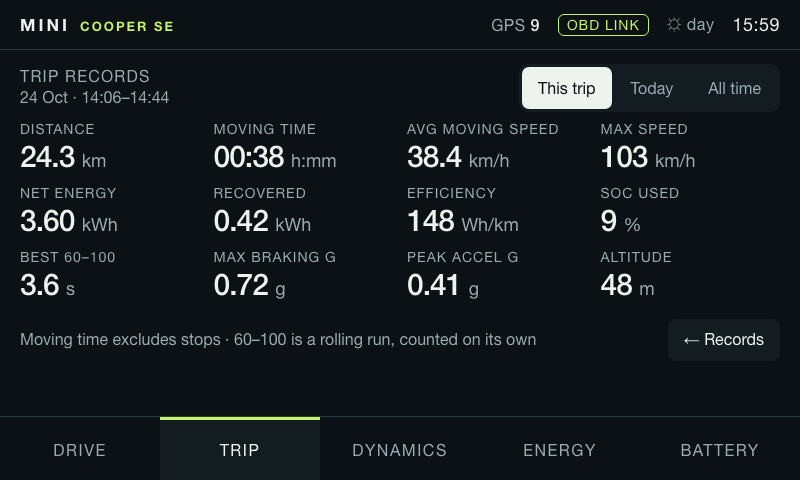 MINI COOPER SE GPS 9 OBD LINK day 15:59
TRIP RECORDS
24 Oct · 14:06–14:44
This trip Today All time
DISTANCE MOVING TIME AVG MOVING SPEED MAX SPEED
24.3 km 00:38 h:mm 38.4 km/h 103 km/h
NET ENERGY RECOVERED EFFICIENCY SOC USED
3.60 kWh 0.42 kWh 148 Wh/km 9 %
BEST 60–100 MAX BRAKING G PEAK ACCEL G ALTITUDE
3.6 s 0.72 g 0.41 g 48 m
Moving time excludes stops · 60–100 is a rolling run, counted on its own ← Records
DRIVE TRIP DYNAMICS ENERGY BATTERY